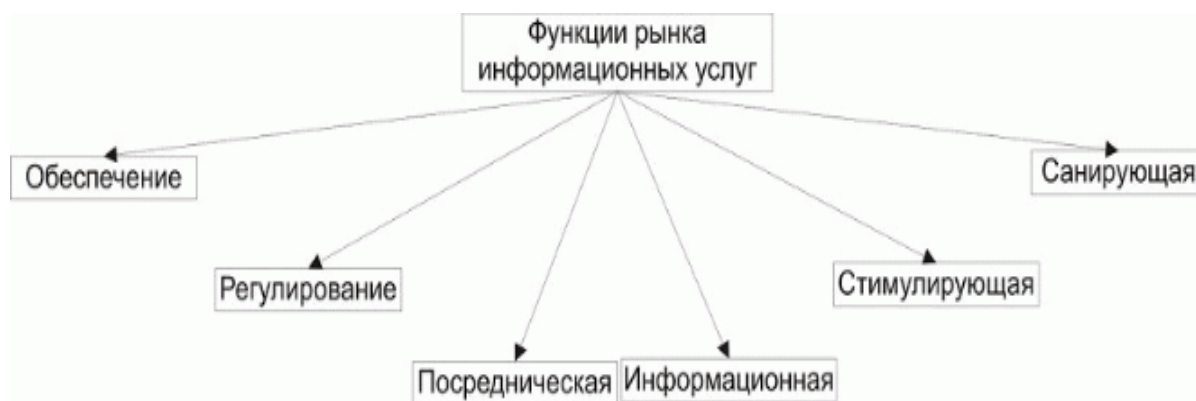 Функции рынка
информационных услуг
Обеспечение
Санирующая
Регулирование
Стимулирующая
Посредническая
Информационная